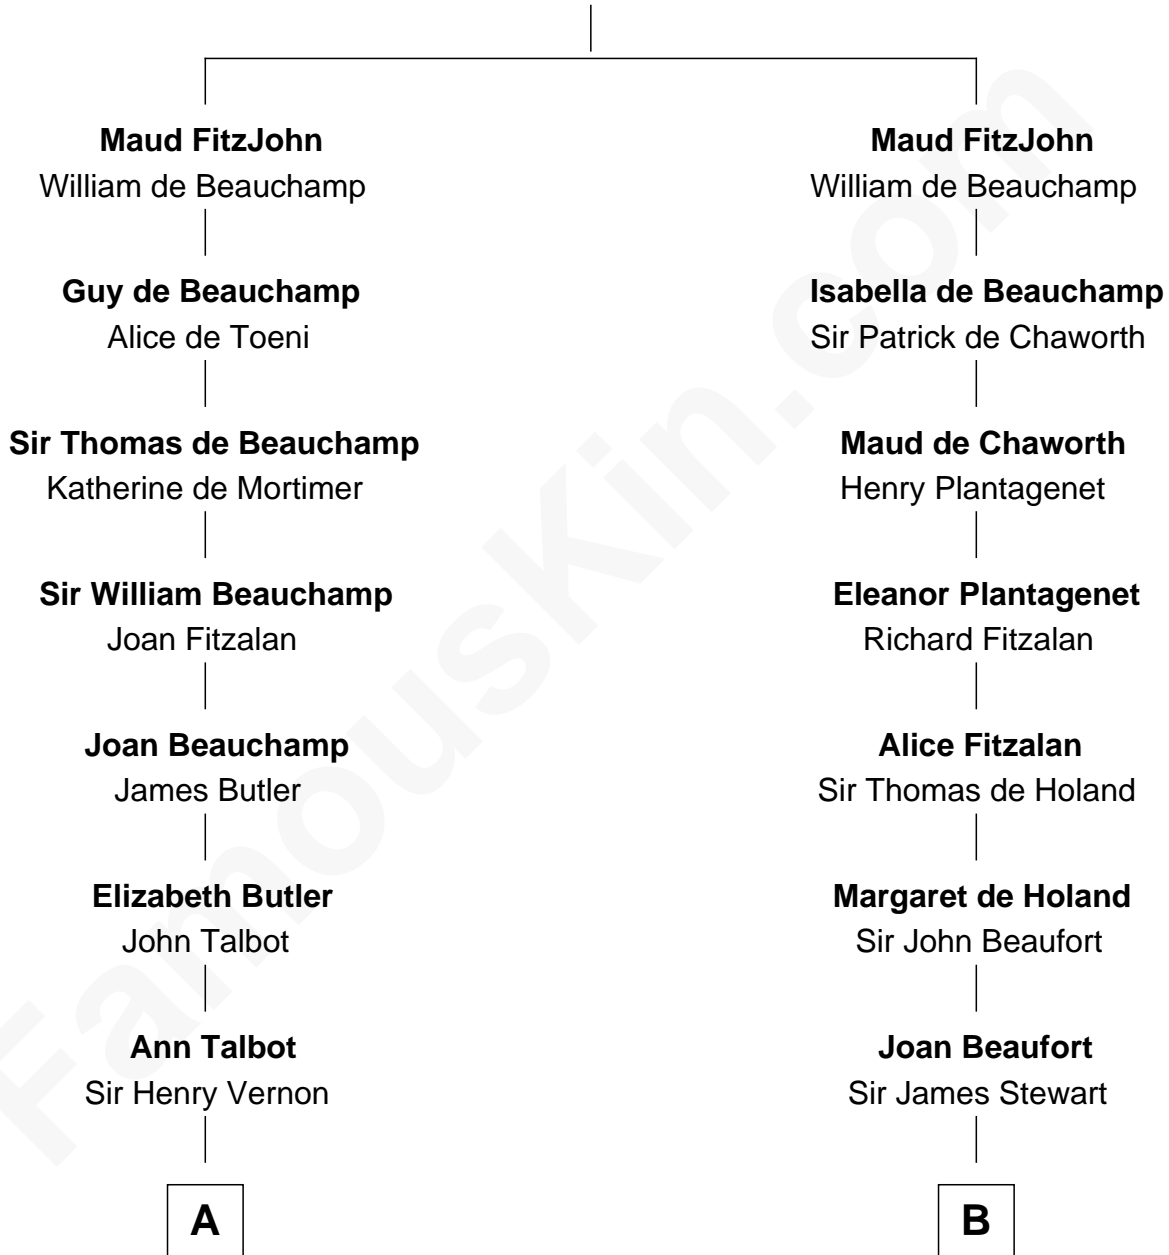 Maud FitzJohn
William de Beauchamp
Guy de Beauchamp
Alice de Toeni
Sir Thomas de Beauchamp
Katherine de Mortimer
Sir William Beauchamp
Joan Fitzalan
Joan Beauchamp
James Butler
Elizabeth Butler
John Talbot
Ann Talbot
Sir Henry Vernon
A
Maud FitzJohn
William de Beauchamp
Isabella de Beauchamp
Sir Patrick de Chaworth
Maud de Chaworth
Henry Plantagenet
Eleanor Plantagenet
Richard Fitzalan
Alice Fitzalan
Sir Thomas de Holand
Margaret de Holand
Sir John Beaufort
Joan Beaufort
Sir James Stewart
B
FamousKin.com